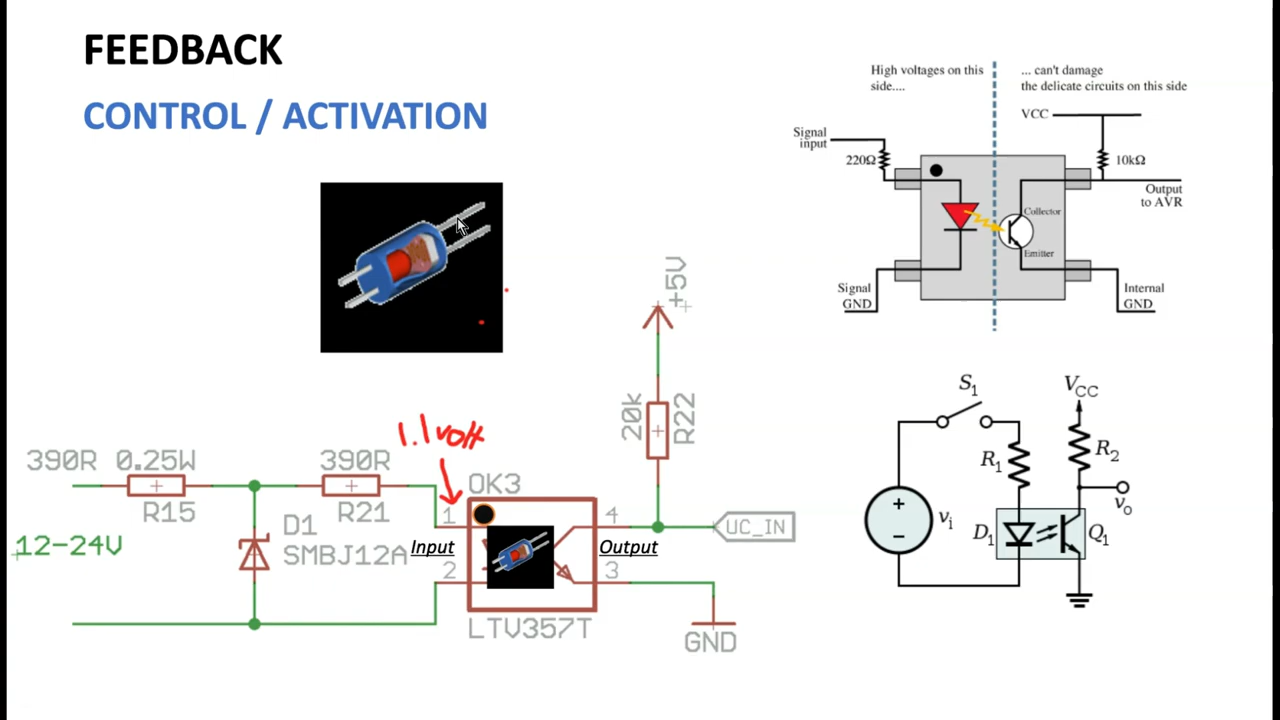 FEEDBACK
CONTROL / ACTIVATION
High voltages on this
side....
... can't damage
the delicate circuits on this side
VCC
Signal
input
220Ω
10kΩ
Output
to AVR
Collector
Emitter
Signal
GND
Internal
GND
+5V
20k
R22
1.1 volt
390R 0.25W
R15
390R
R21
OK3
1
4
UC_IN
D1
SMBJ12A
12-24V
Input
Output
2
3
LTV357T
GND
S1
VCC
R1
R2
+
vi
−
vo
D1
Q1